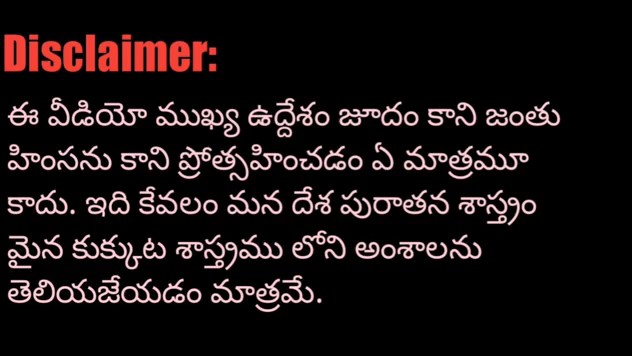 Disclaimer:
ఈ వీడియో ముఖ్య ఉద్దేశం జూదం కాని జంతు
హింసను కాని ప్రోత్సహించడం ఏ మాత్రమూ
కాదు. ఇది కేవలం మన దేశ పురాతన శాస్త్రం
మైన కుక్కుట శాస్త్రము లోని అంశాలను
తెలియజేయడం మాత్రమే.